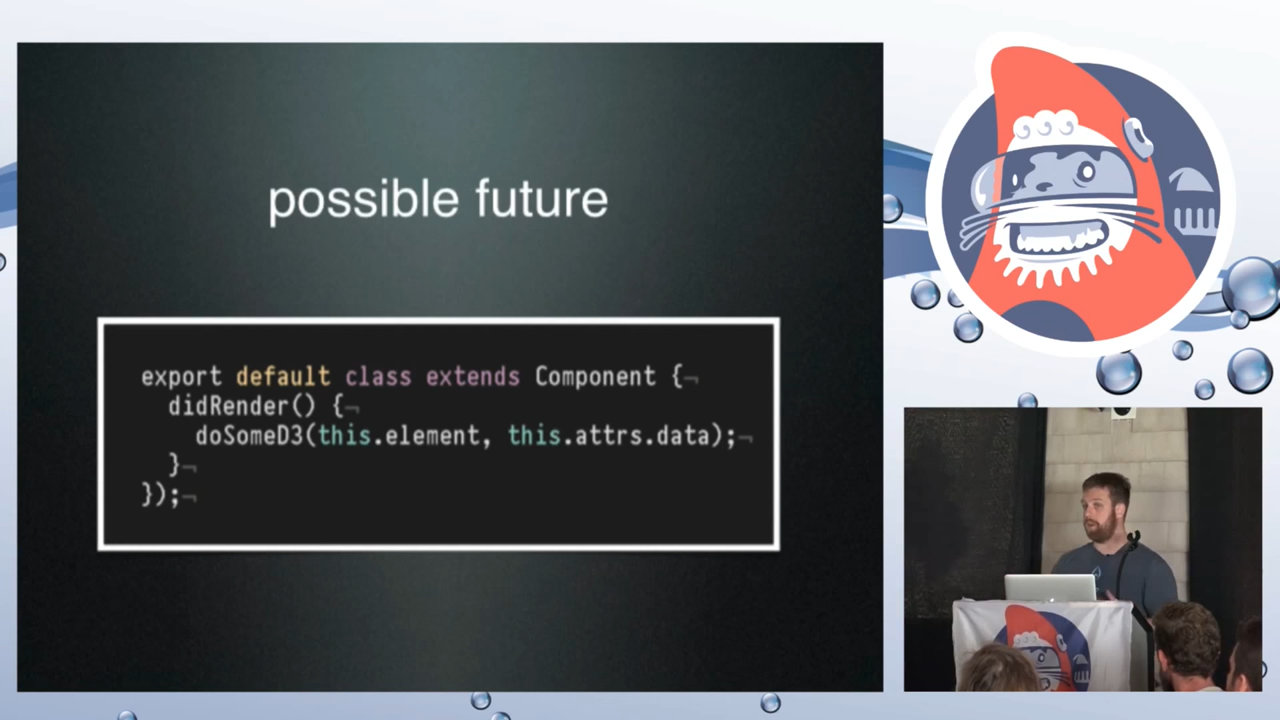 possible future
export default class extends Component {¬
  didRender() {¬
    doSomeD3(this.element, this.attrs.data);¬
  }¬
});¬